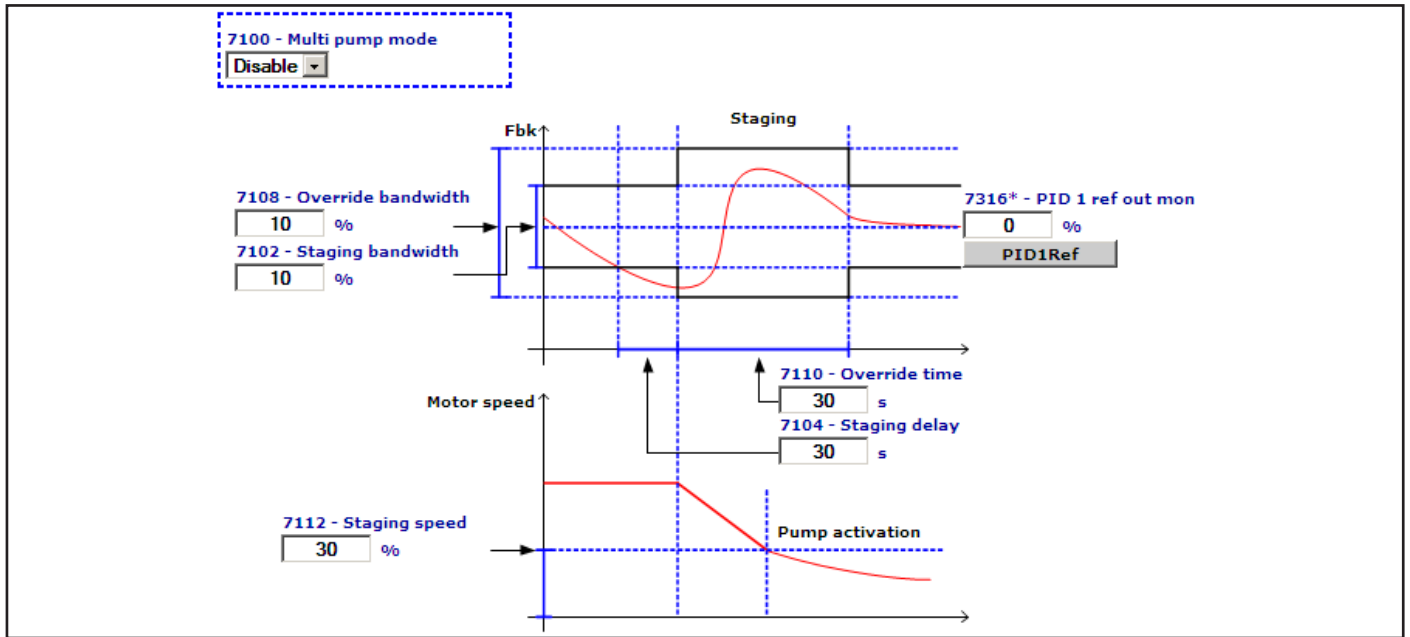 7100 - Multi pump mode
Disable
Staging
Fbk
7108 - Override bandwidth
10 %
7102 - Staging bandwidth
10 %
7316* - PID 1 ref out mon
0 %
PID1Ref
7110 - Override time
30 s
7104 - Staging delay
30 s
Motor speed
7112 - Staging speed
30 %
Pump activation